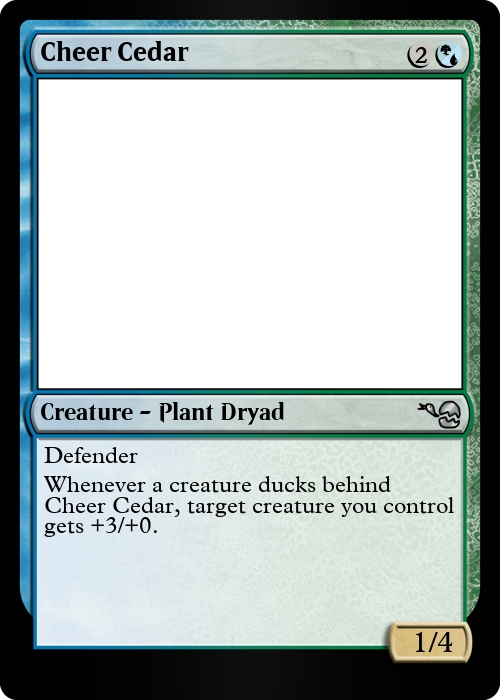 Cheer Cedar 2
Creature – Plant Dryad
Defender
Whenever a creature ducks behind
Cheer Cedar, target creature you control
gets +3/+0.
1/4